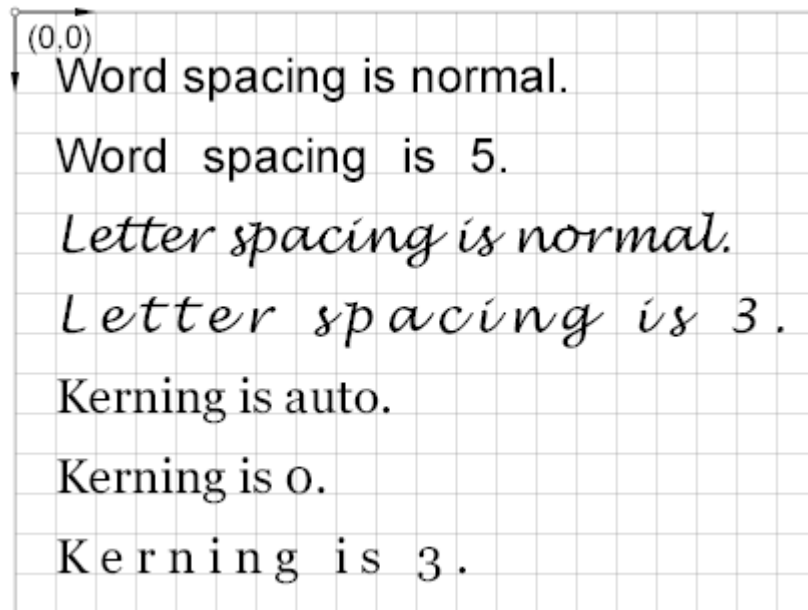 (0,0)
Word spacing is normal.
Word spacing is 5.
Letter spacing is normal.
Letter spacing is 3.
Kerning is auto.
Kerning is 0.
Kerning is 3.